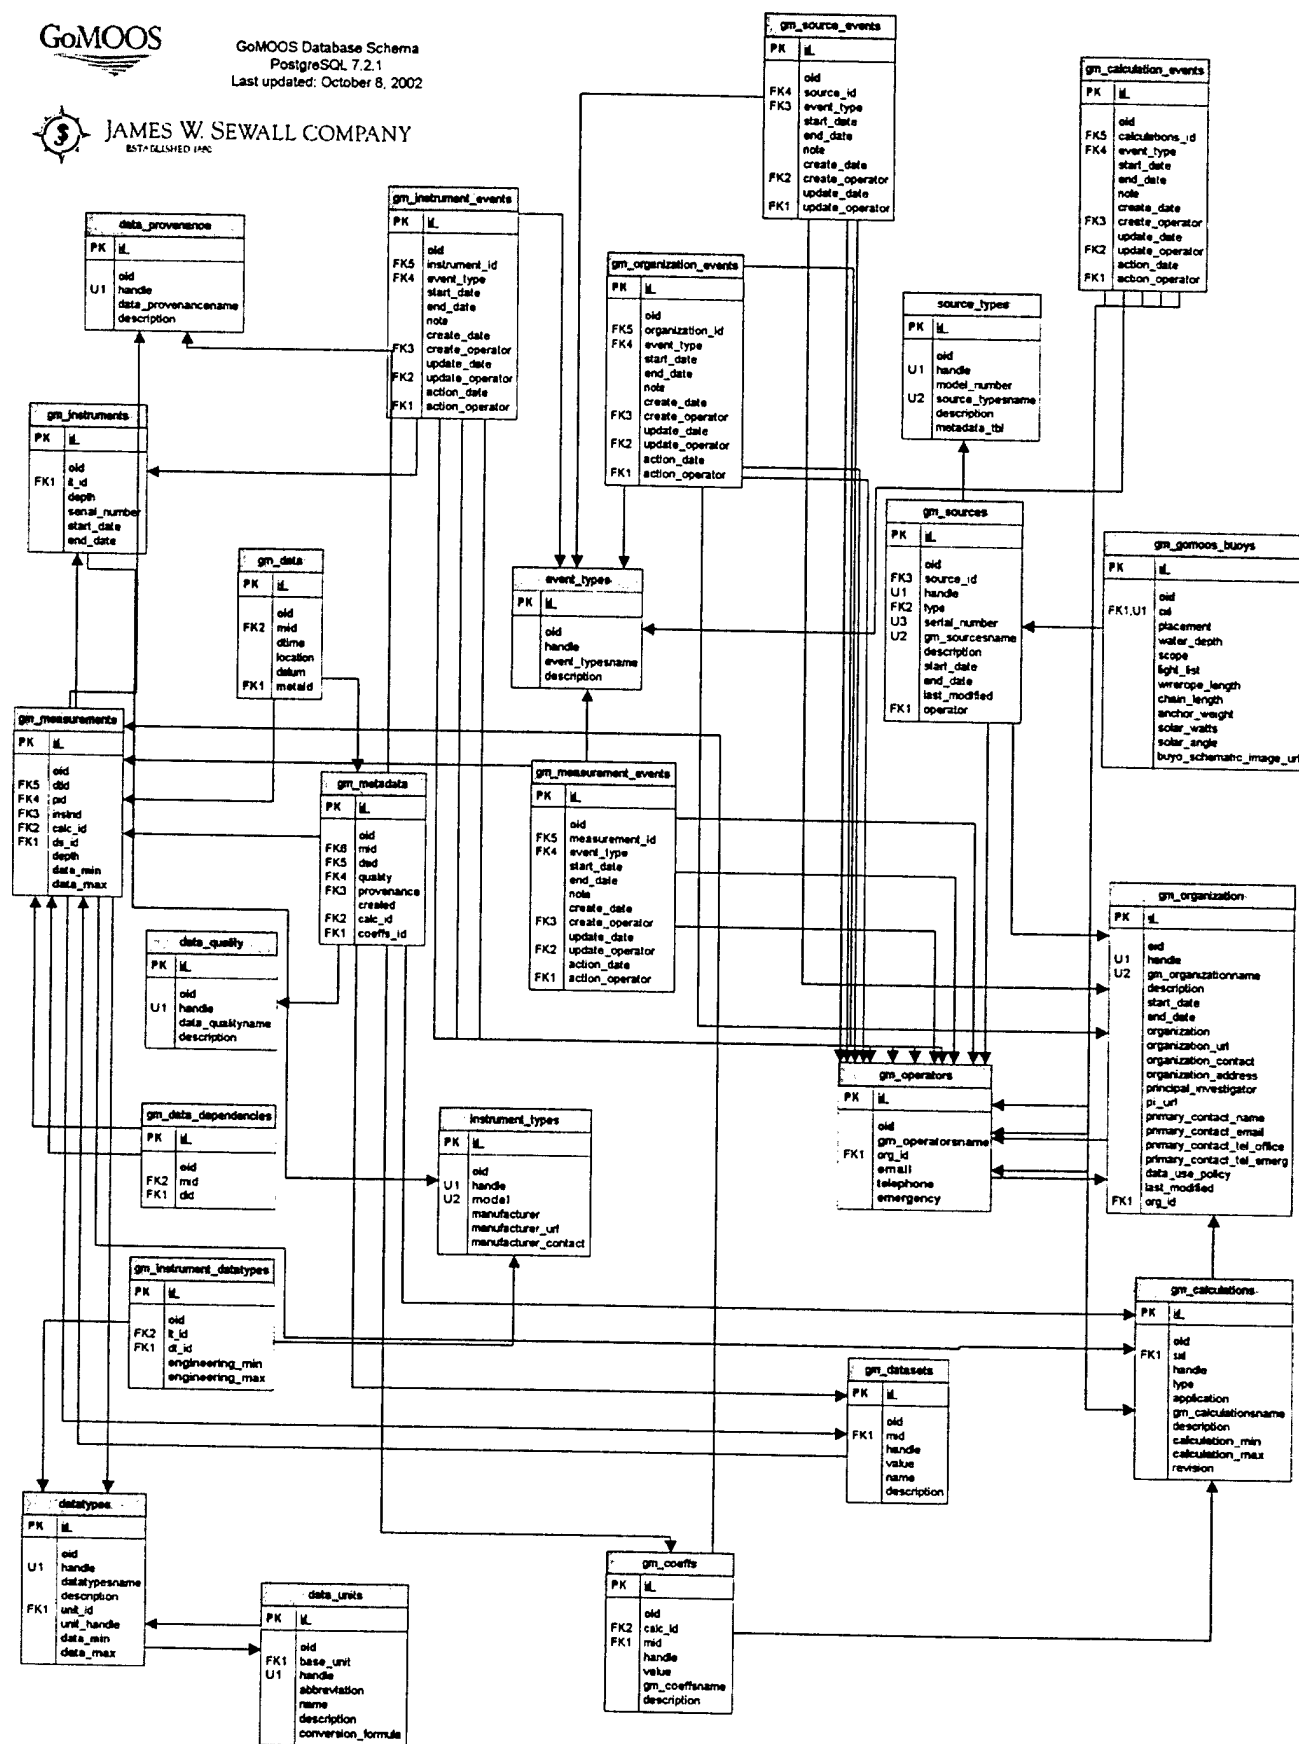 GoMOOS
GoMOOS Database Schema
PostgreSQL 7.2.1
Last updated: October 8, 2002
JAMES W. SEWALL COMPANY
ESTABLISHED 1880
gm_source_events
PK id
oid
FK4 source_id
FK3 event_type
start_date
end_date
note
create_date
FK2 create_operator
update_date
FK1 update_operator
gm_calculation_events
PK id
oid
FK5 calculations_id
FK4 event_type
start_date
end_date
note
create_date
FK3 create_operator
update_date
FK2 update_operator
action_date
FK1 action_operator
gm_instrument_events
PK id
oid
FK5 instrument_id
FK4 event_type
start_date
end_date
note
create_date
FK3 create_operator
update_date
FK2 update_operator
action_date
FK1 action_operator
data_provenance
PK id
oid
U1 handle
data_provenancename
description
gm_organization_events
PK id
oid
FK5 organization_id
FK4 event_type
start_date
end_date
note
create_date
FK3 create_operator
update_date
FK2 update_operator
action_date
FK1 action_operator
source_types
PK id
oid
U1 handle
model_number
U2 source_typesname
description
metadata_tbl
gm_instruments
PK id
oid
FK1 it_id
depth
serial_number
start_date
end_date
gm_data
PK id
oid
FK2 mid
dtime
location
datum
FK1 metaid
event_types
PK id
oid
handle
event_typesname
description
gm_sources
PK id
oid
FK3 source_id
U1 handle
FK2 type
U3 serial_number
U2 gm_sourcesname
description
start_date
end_date
last_modified
FK1 operator
gm_gomoos_buoys
PK id
oid
FK1,U1
placement
water_depth
scope
light_list
wirerope_length
chain_length
anchor_weight
solar_watts
solar_angle
buyo_schematic_image_url
gm_measurements
PK id
oid
FK5 dtid
FK4 pid
FK3 instrid
FK2 calc_id
FK1 ds_id
depth
data_min
data_max
gm_metadata
PK id
oid
FK6 mid
FK5 dsid
FK4 quality
FK3 provenance
created
FK2 calc_id
FK1 coeffs_id
gm_measurement_events
PK id
oid
FK5 measurement_id
FK4 event_type
start_date
end_date
note
create_date
FK3 create_operator
update_date
FK2 update_operator
action_date
FK1 action_operator
gm_organization
PK id
oid
U1 handle
U2 gm_organizationname
description
start_date
end_date
organization
organization_url
organization_contact
organization_address
principal_investigator
pi_url
primary_contact_name
primary_contact_email
primary_contact_tel_office
primary_contact_tel_emerg
data_use_policy
last_modified
FK1 org_id
data_quality
PK id
oid
U1 handle
data_qualityname
description
gm_operators
PK id
oid
gm_operatorsname
FK1 org_id
email
telephone
emergency
gm_data_dependencies
PK id
oid
FK2 mid
FK1 did
instrument_types
PK id
oid
U1 handle
U2 model
manufacturer
manufacturer_url
manufacturer_contact
gm_instrument_datatypes
PK id
oid
FK2 it_id
FK1 dt_id
engineering_min
engineering_max
gm_calculations
PK id
oid
FK1
handle
type
application
gm_calculationsname
description
calculation_min
calculation_max
revision
gm_datasets
PK id
oid
FK1 mid
handle
value
name
description
datatypes
PK id
oid
U1 handle
datatypesname
description
FK1 unit_id
unit_handle
data_min
data_max
data_units
PK id
oid
FK1 base_unit
U1 handle
abbreviation
name
description
conversion_formula
gm_coeffs
PK id
oid
FK2 calc_id
FK1 mid
handle
value
gm_coeffsname
description